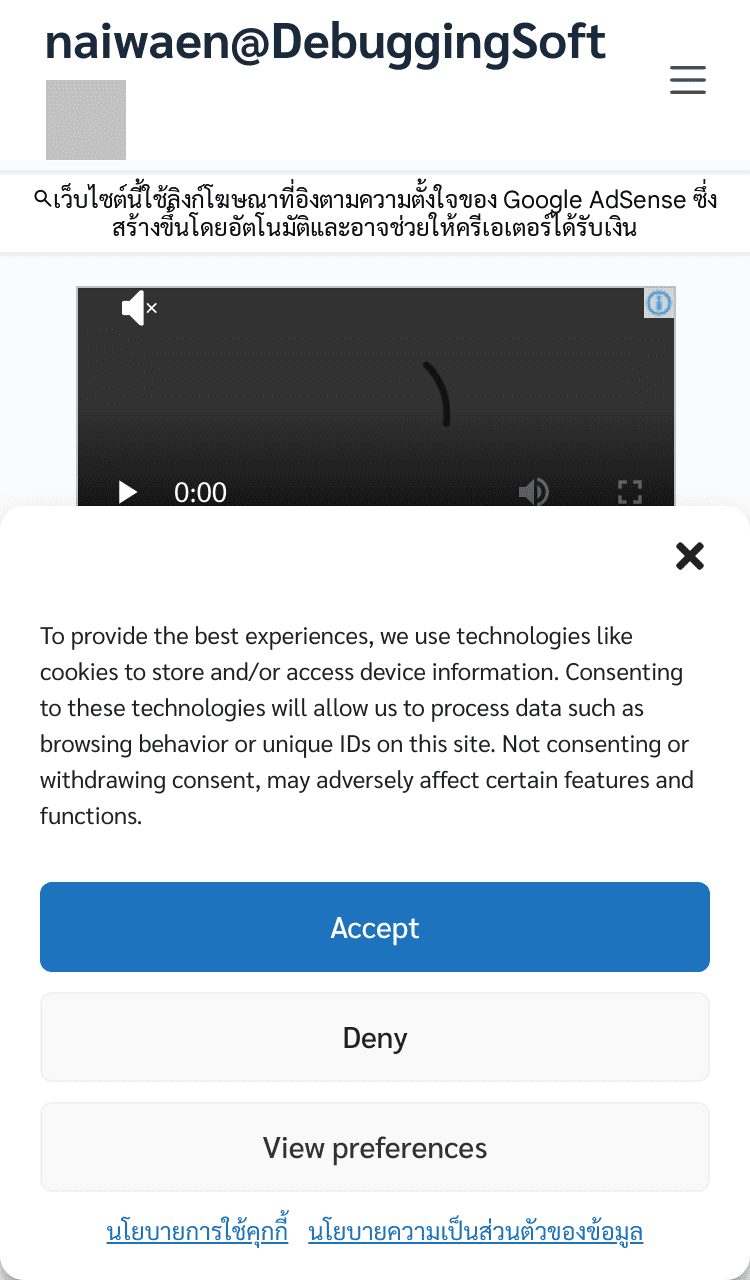 naiwaen@DebuggingSoft
เว็บไซต์นี้ใช้ลิงก์โฆษณาที่อิงตามความตั้งใจของ Google AdSense ซึ่ง
สร้างขึ้นโดยอัตโนมัติและอาจช่วยให้ครีเอเตอร์ได้รับเงิน
0:00
To provide the best experiences, we use technologies like
cookies to store and/or access device information. Consenting
to these technologies will allow us to process data such as
browsing behavior or unique IDs on this site. Not consenting or
withdrawing consent, may adversely affect certain features and
functions.
Accept
Deny
View preferences
นโยบายการใช้คุกกี้ นโยบายความเป็นส่วนตัวของข้อมูล